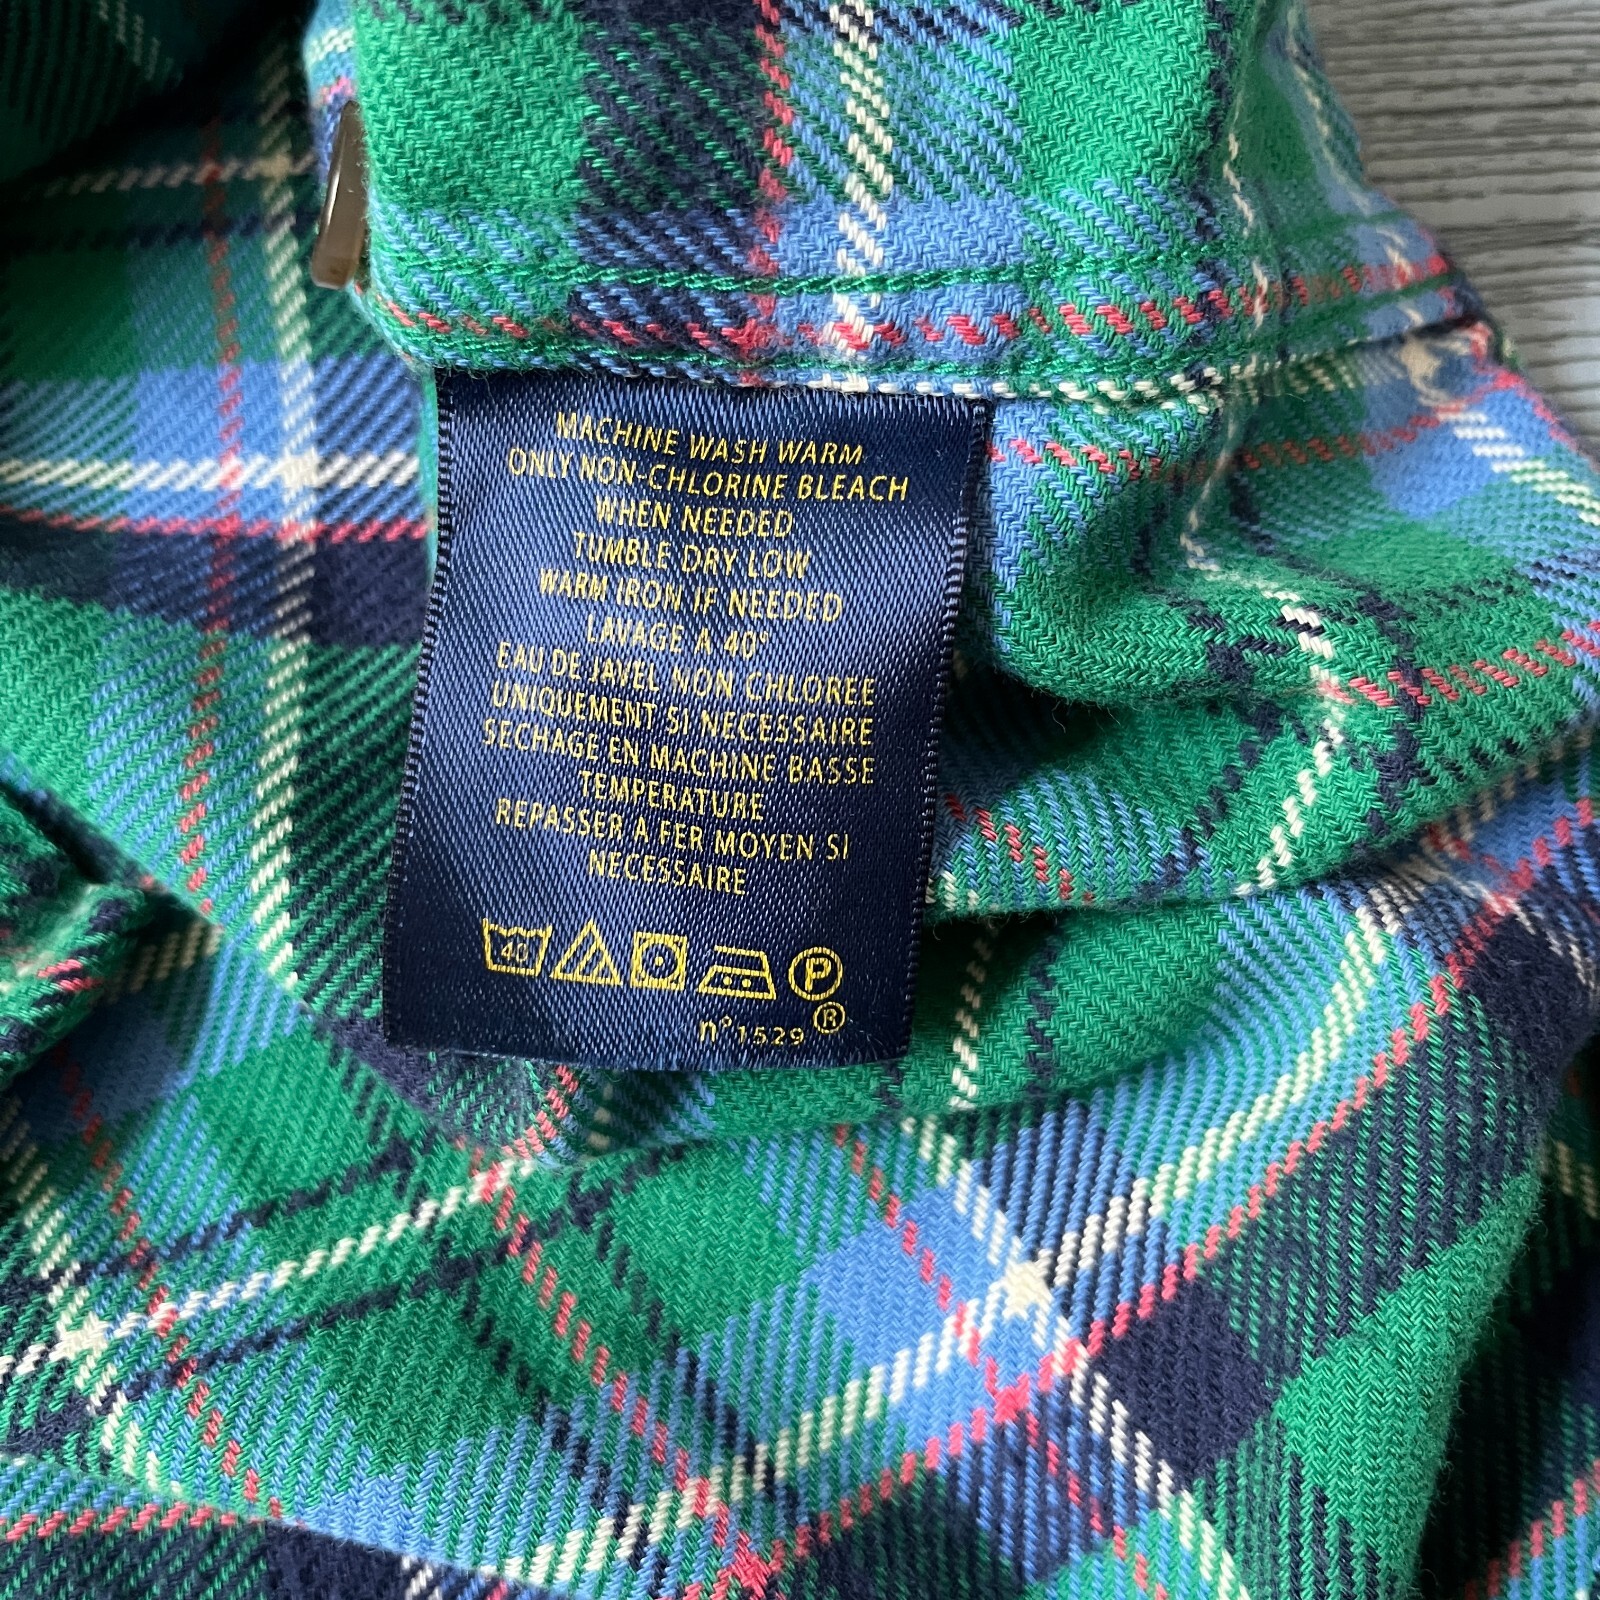 MACHINE WASH WARM
ONLY NON-CHLORINE BLEACH
WHEN NEEDED
TUMBLE DRY LOW
WARM IRON IF NEEDED
LAVAGE A 40°
EAU DE JAVEL NON CHLOREE
UNIQUEMENT SI NECESSAIRE
SECHAGE EN MACHINE BASSE
TEMPERATURE
REPASSER A FER MOYEN SI
NECESSAIRE
40 P
®
n° 1529